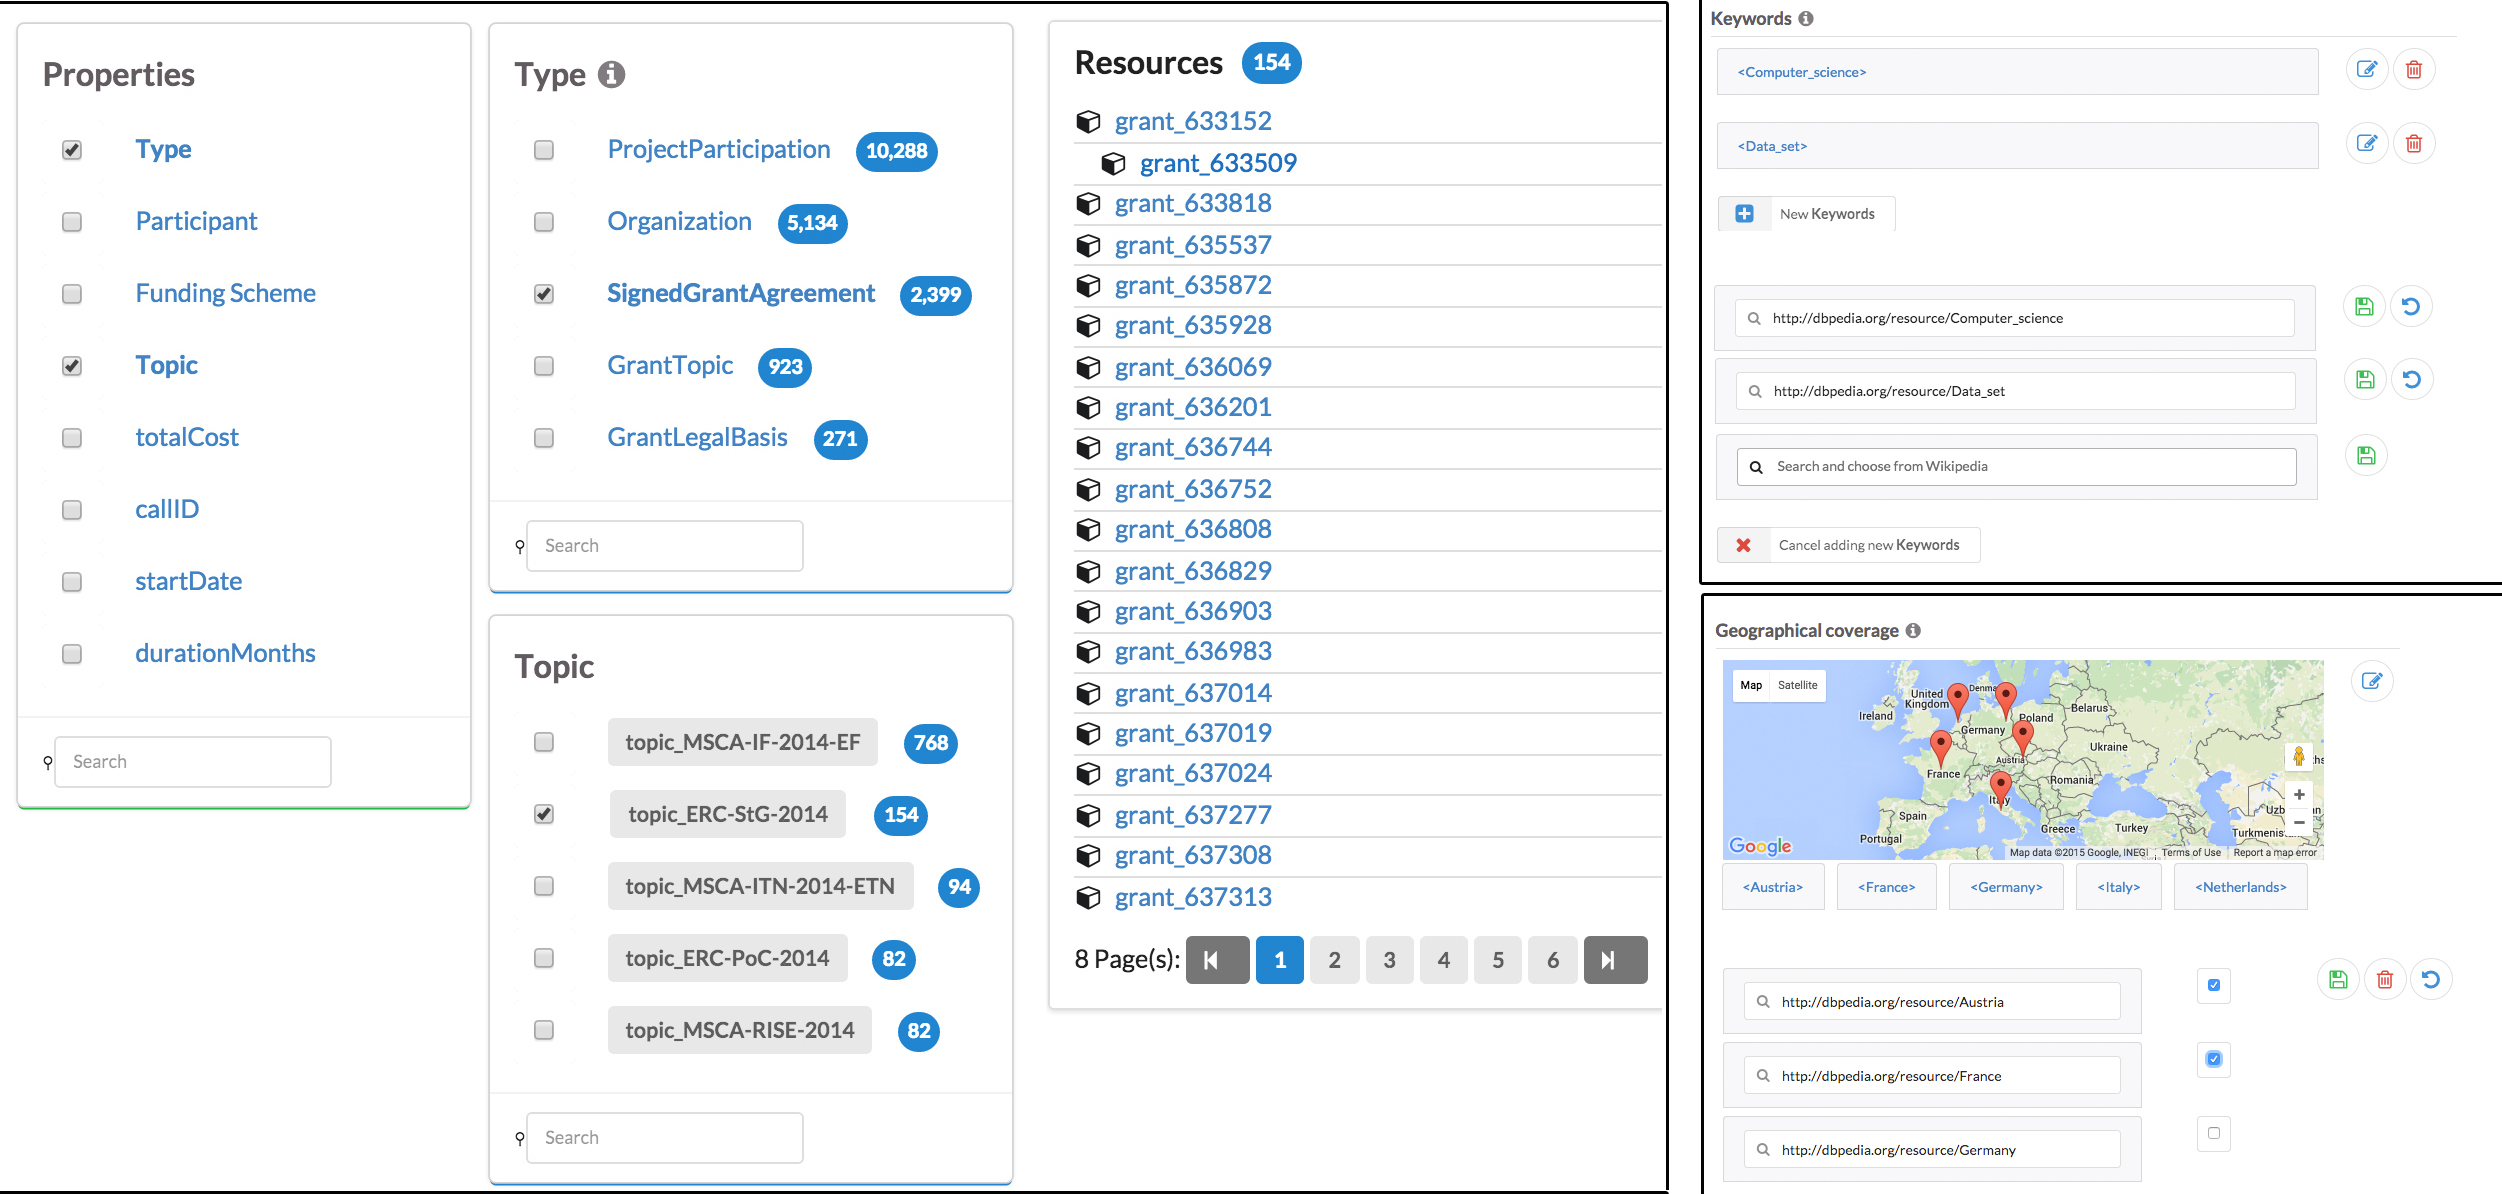 Properties
Type
Participant
Funding Scheme
Topic
totalCost
callID
startDate
durationMonths
Search
Type
ProjectParticipation 10,288
Organization 5,134
SignedGrantAgreement 2,399
GrantTopic 923
GrantLegalBasis 271
Search
Topic
topic_MSCA-IF-2014-EF 768
topic_ERC-StG-2014 154
topic_MSCA-ITN-2014-ETN 94
topic_ERC-PoC-2014 82
topic_MSCA-RISE-2014 82
Search
Resources 154
grant_633152
grant_633509
grant_633818
grant_635537
grant_635872
grant_635928
grant_636069
grant_636201
grant_636744
grant_636752
grant_636808
grant_636829
grant_636903
grant_636983
grant_637014
grant_637019
grant_637024
grant_637277
grant_637308
grant_637313
8 Page(s): 1 2 3 4 5 6
Keywords
<Computer_science>
<Data_set>
New Keywords
http://dbpedia.org/resource/Computer_science
http://dbpedia.org/resource/Data_set
Search and choose from Wikipedia
Cancel adding new Keywords
Geographical coverage
Map Satellite
United Kingdom
Denma
Ireland
Poland
Belarus
Germany
Ukraine
Austria
France
Romania
Italy
Spain
Portugal
Greece
Turkey
Uzb
Turkmenis
Google
Map data ©2015 Google, INEGI
Terms of Use
Report a map error
<Austria> <France> <Germany> <Italy> <Netherlands>
http://dbpedia.org/resource/Austria
http://dbpedia.org/resource/France
http://dbpedia.org/resource/Germany